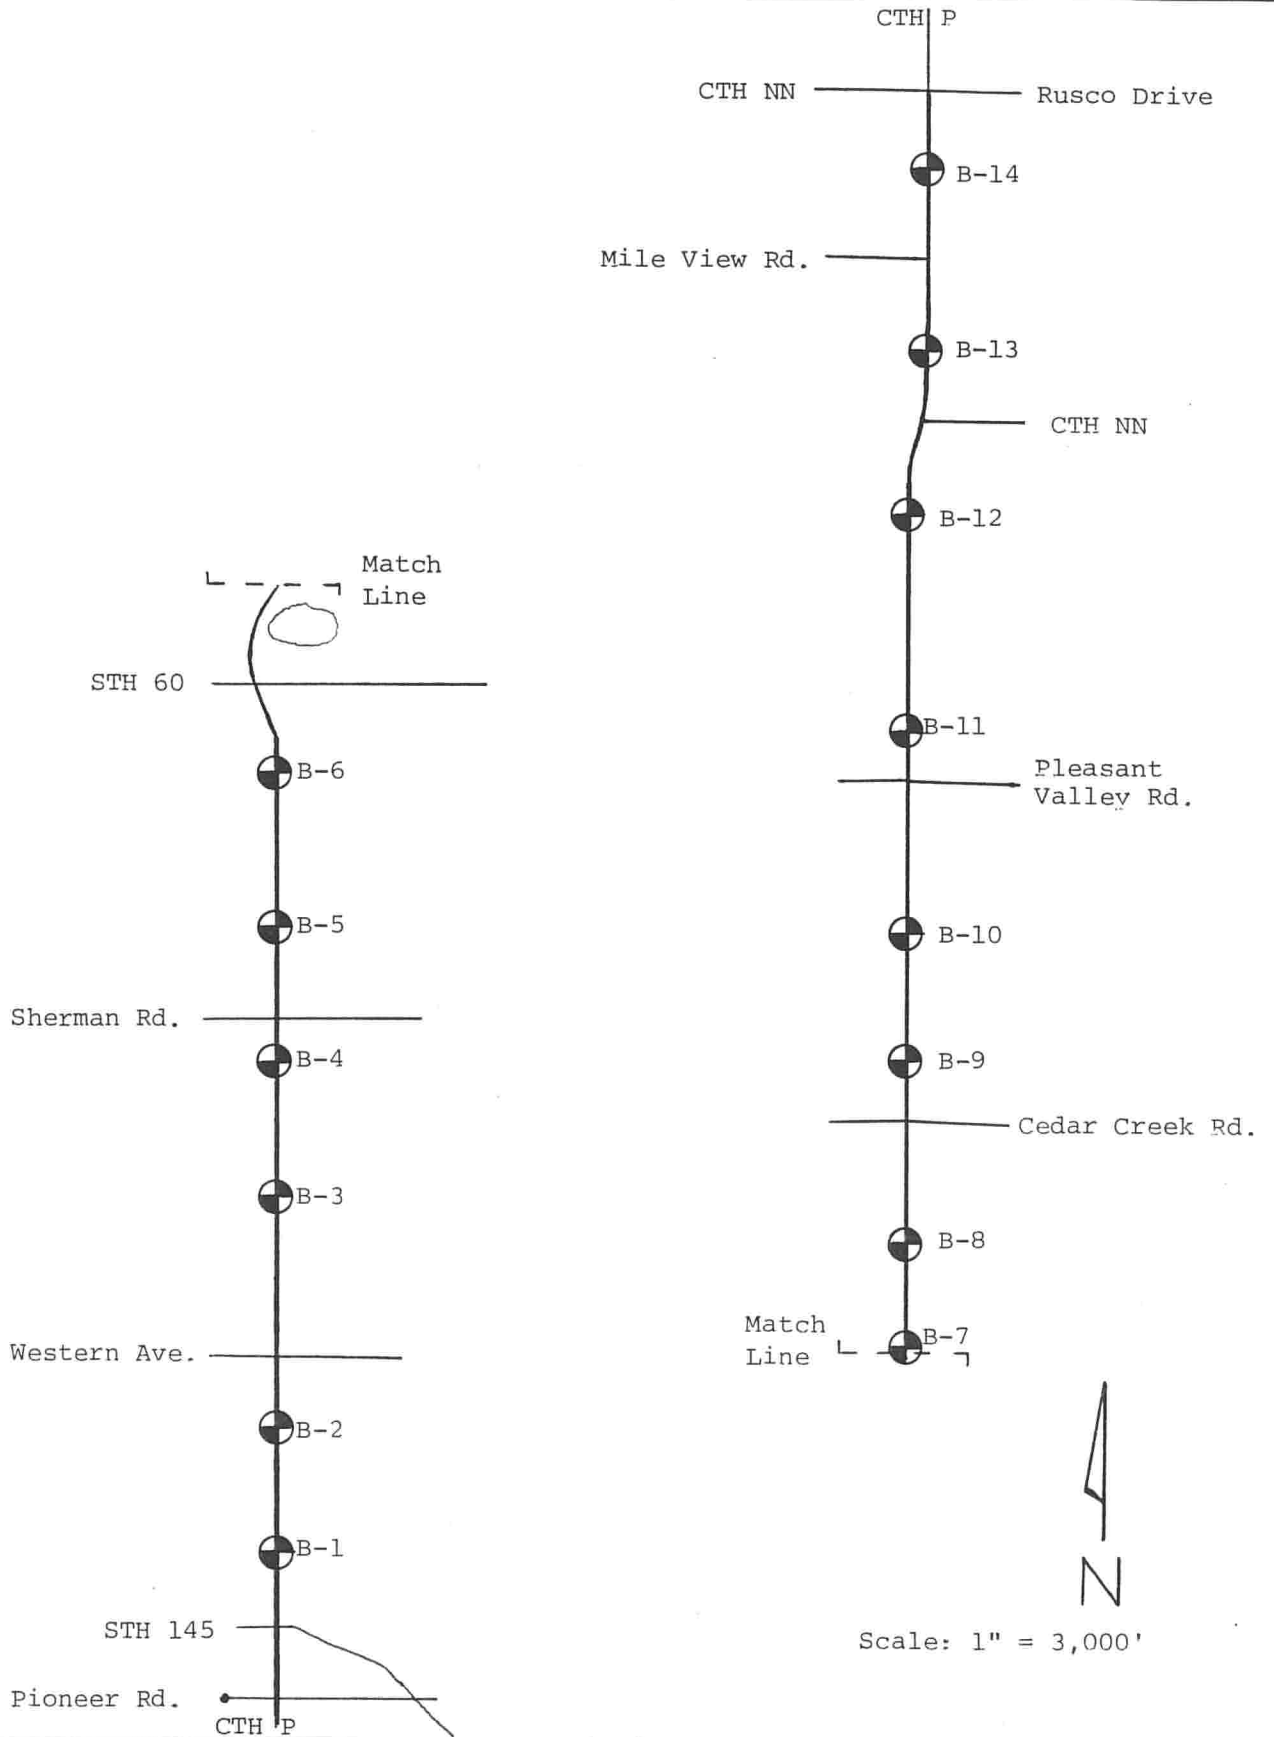 CTH P
CTH NN
Rusco Drive
B-14
Mile View Rd.
B-13
CTH NN
B-12
B-11
Pleasant
Valley Rd.
B-10
B-9
Cedar Creek Rd.
B-8
Match
Line
B-7
Match
Line
STH 60
B-6
B-5
Sherman Rd.
B-4
B-3
Western Ave.
B-2
B-1
STH 145
Pioneer Rd.
CTH P
N
Scale: 1" = 3,000'